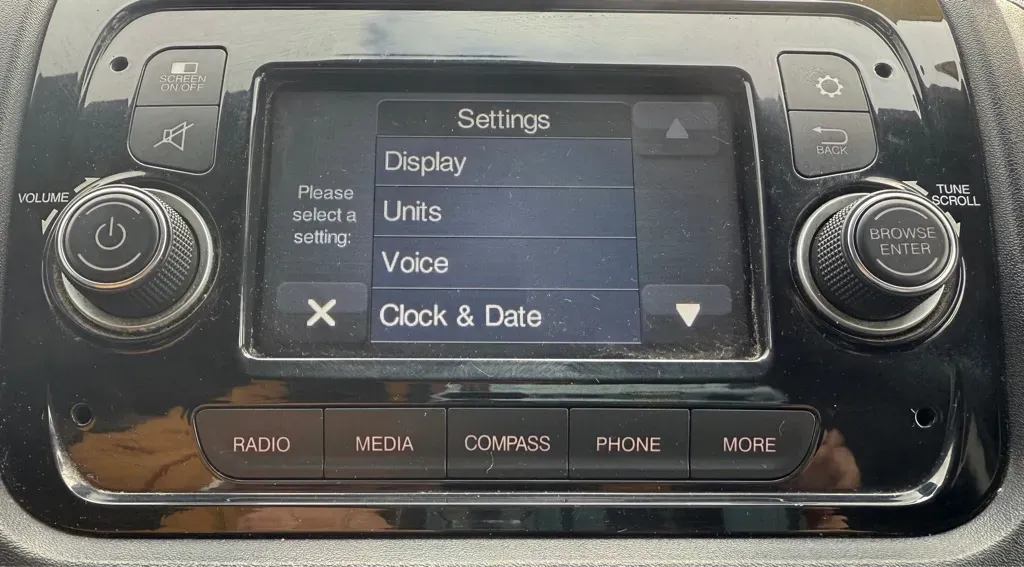 SCREEN
ON/OFF
VOLUME
Settings
Display
Units
Voice
Clock & Date
Please
select a
setting:
BACK
TUNE
SCROLL
BROWSE
ENTER
RADIO
MEDIA
COMPASS
PHONE
MORE